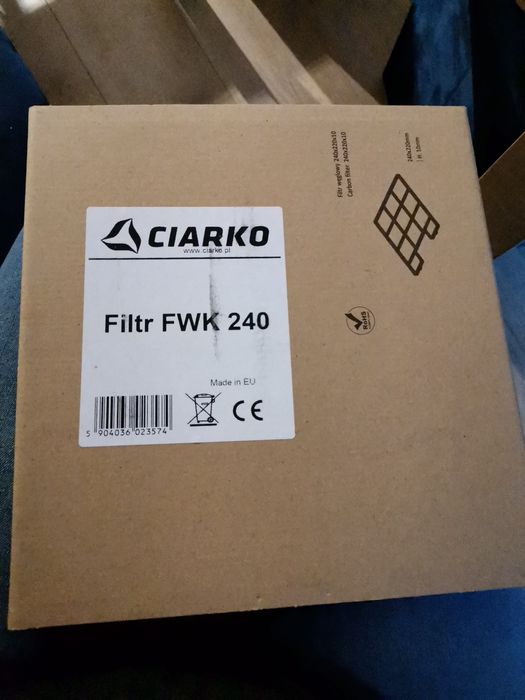 CIARKO
www.ciarko.pl
Filtr FWK 240
Made in EU
5 904036 023574
CE
Filtr węglowy 240x220x10
Carbon filter 240x220x10
240x220mm
H. 10mm
RoHS